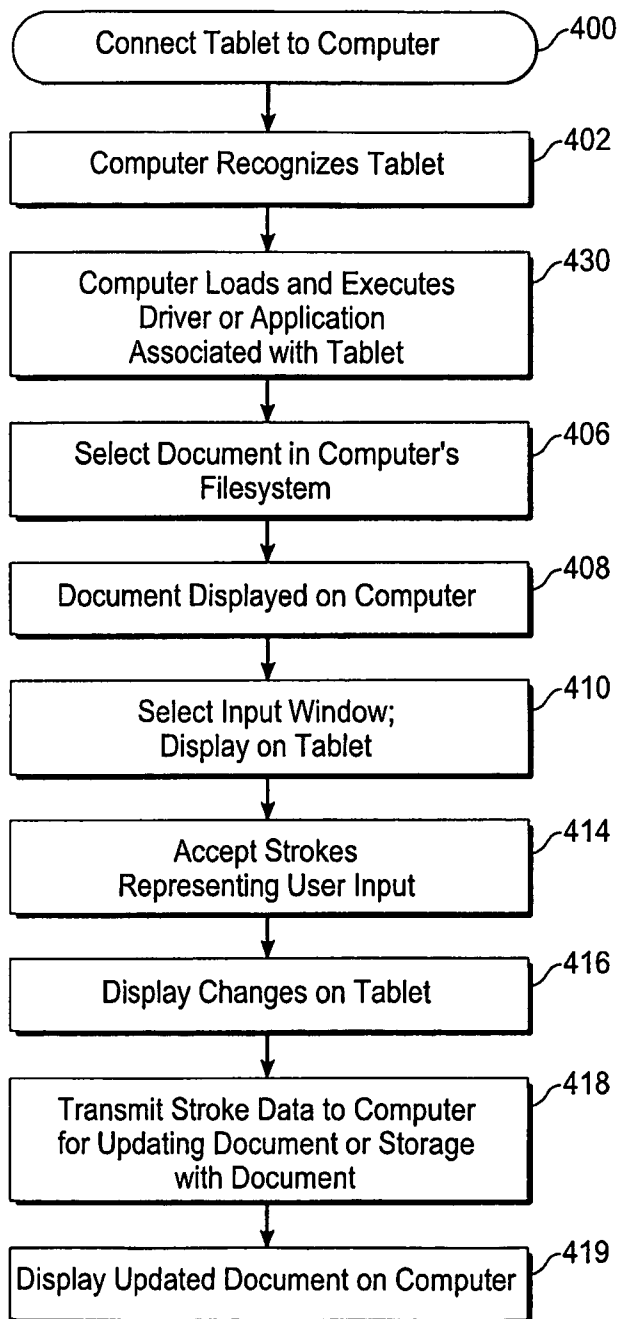 Connect Tablet to Computer
400
Computer Recognizes Tablet
402
Computer Loads and Executes
Driver or Application
Associated with Tablet
430
Select Document in Computer's
Filesystem
406
Document Displayed on Computer
408
Select Input Window;
Display on Tablet
410
Accept Strokes
Representing User Input
414
Display Changes on Tablet
416
Transmit Stroke Data to Computer
for Updating Document or Storage
with Document
418
Display Updated Document on Computer
419